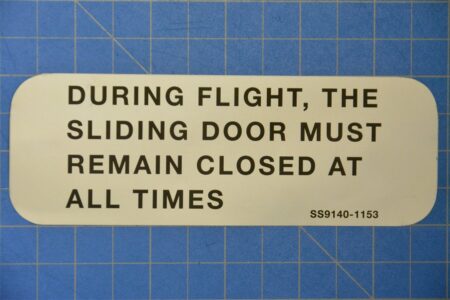 DURING FLIGHT, THE
SLIDING DOOR MUST
REMAIN CLOSED AT
ALL TIMES
SS9140-1153